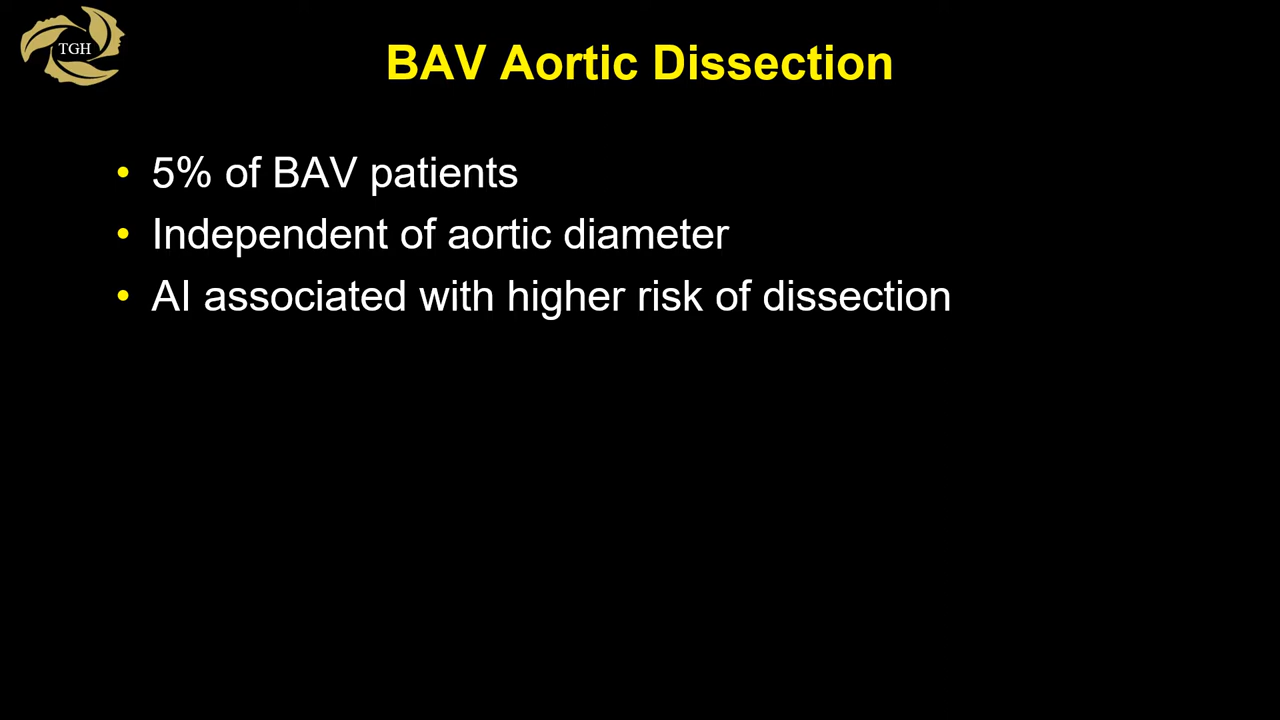 TGH
BAV Aortic Dissection
• 5% of BAV patients
• Independent of aortic diameter
• AI associated with higher risk of dissection